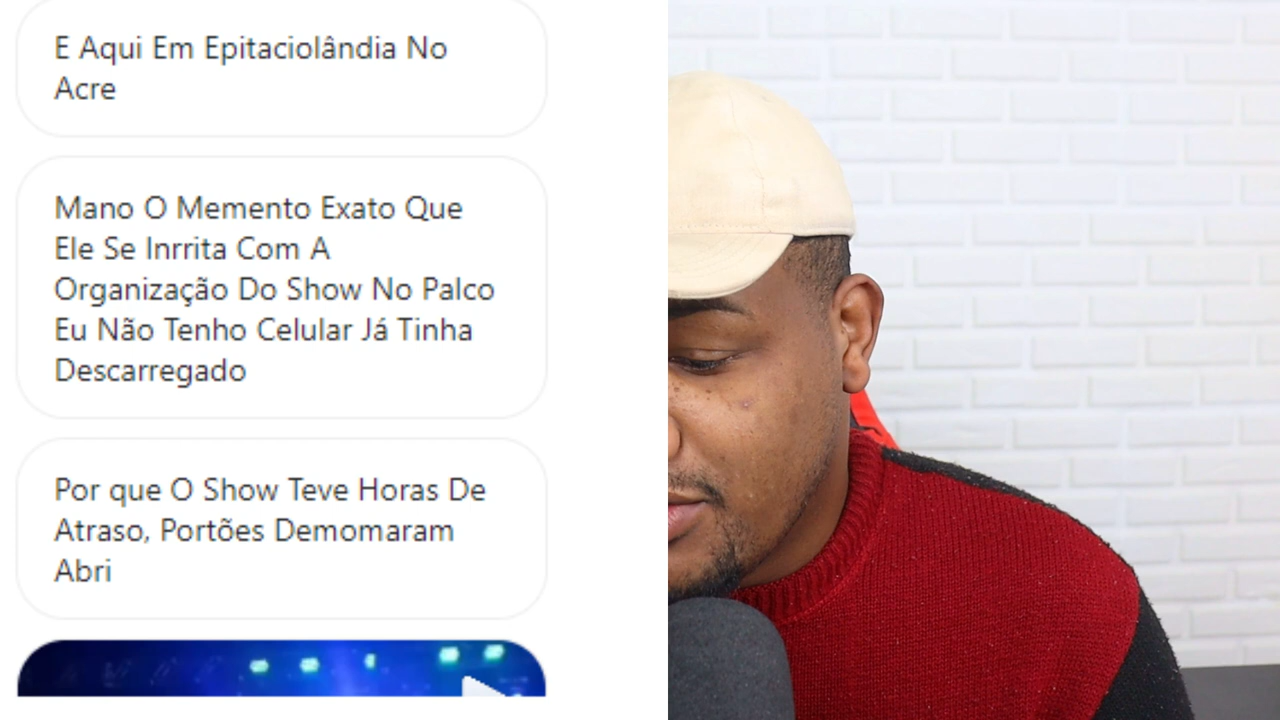 E Aqui Em Epitaciolândia No
Acre
Mano O Memento Exato Que
Ele Se Inrrita Com A
Organização Do Show No Palco
Eu Não Tenho Celular Já Tinha
Descarregado
Por que O Show Teve Horas De
Atraso, Portões Demomaram
Abri